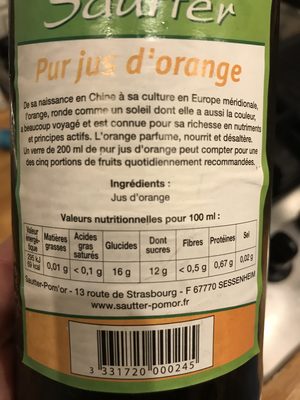 Sautter
Pur jus d'orange
De sa naissance en Chine à sa culture en Europe méridionale,
l'orange, ronde comme un soleil dont elle a aussi la couleur,
a beaucoup voyagé et est connue pour sa richesse en nutriments
et principes actifs. L'orange parfume, nourrit et désaltère.
Un verre de 200 ml de pur jus d'orange peut compter pour une
des cinq portions de fruits quotidiennement recommandées.
Ingrédients :
Jus d'orange
Valeurs nutritionnelles pour 100 ml :
Valeur énergétique Matières grasses Acides gras saturés Glucides Dont sucres Fibres Protéines Sel
295 kJ 69 kcal 0,01 g < 0,1 g 16 g 12 g < 0,5 g 0,67 g 0,02 g
Sautter-Pom'or - 13 route de Strasbourg - F 67770 SESSENHEIM
www.sautter-pomor.fr
3 331720 000245